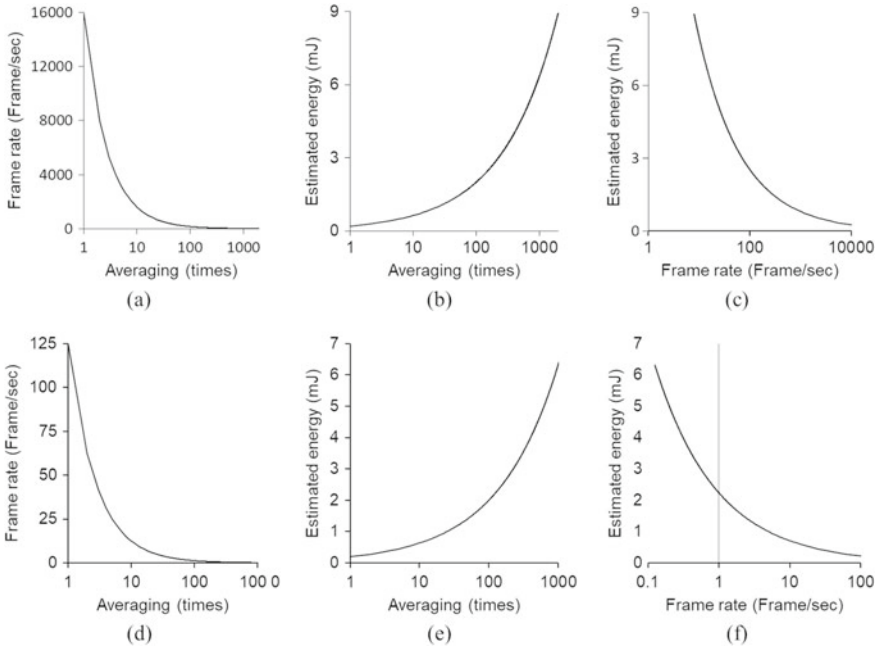 16000
12000
8000
4000
0
Frame rate (Frame/sec)
1 10 100 1000
Averaging (times)
(a)
9
6
3
0
Estimated energy (mJ)
1 10 100 1000
Averaging (times)
(b)
9
6
3
0
Estimated energy (mJ)
1 100 10000
Frame rate (Frame/sec)
(c)
125
100
75
50
25
0
Frame rate (Frame/sec)
1 10 100 100 0
Averaging (times)
(d)
7
6
5
4
3
2
1
0
Estimated energy (mJ)
1 10 100 1000
Averaging (times)
(e)
7
6
5
4
3
2
1
0
Estimated energy (mJ)
0.1 1 10 100
Frame rate (Frame/sec)
(f)